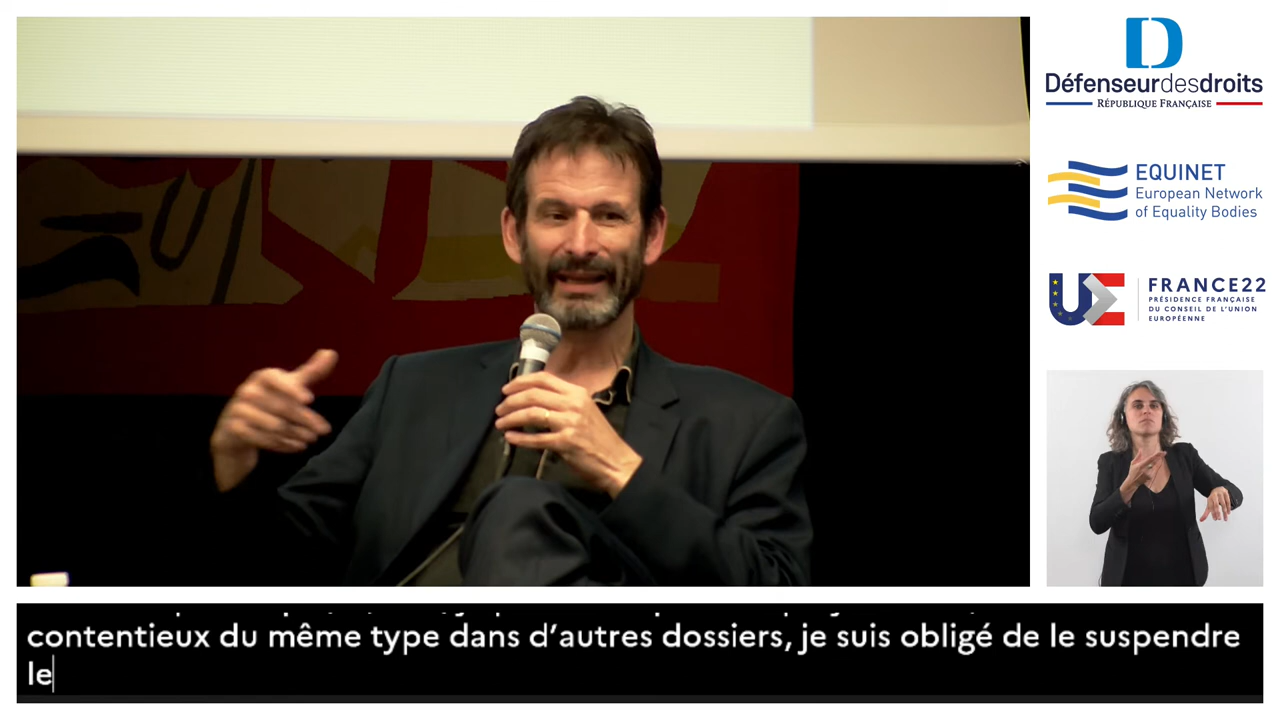 Défenseurdesdroits
RÉPUBLIQUE FRANÇAISE
EQUINET
European Network
of Equality Bodies
UE
FRANCE22
PRÉSIDENCE FRANÇAISE
DU CONSEIL DE L'UNION
EUROPÉENNE
contentieux du même type dans d'autres dossiers, je suis obligé de le suspendre
le